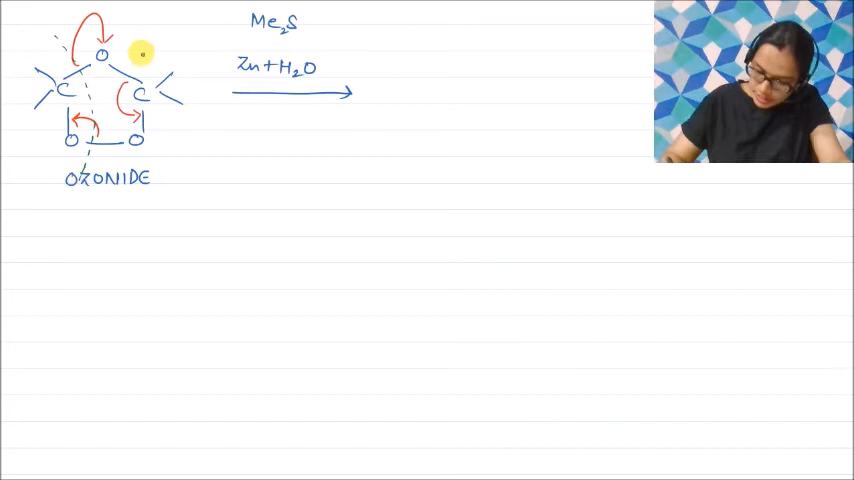 Me₂S
O
Zn+H₂O
C C
O O
OZONIDE